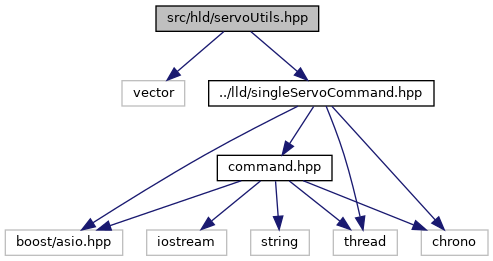 src/hld/servoUtils.hpp
vector
../lld/singleServoCommand.hpp
command.hpp
boost/asio.hpp
iostream
string
thread
chrono